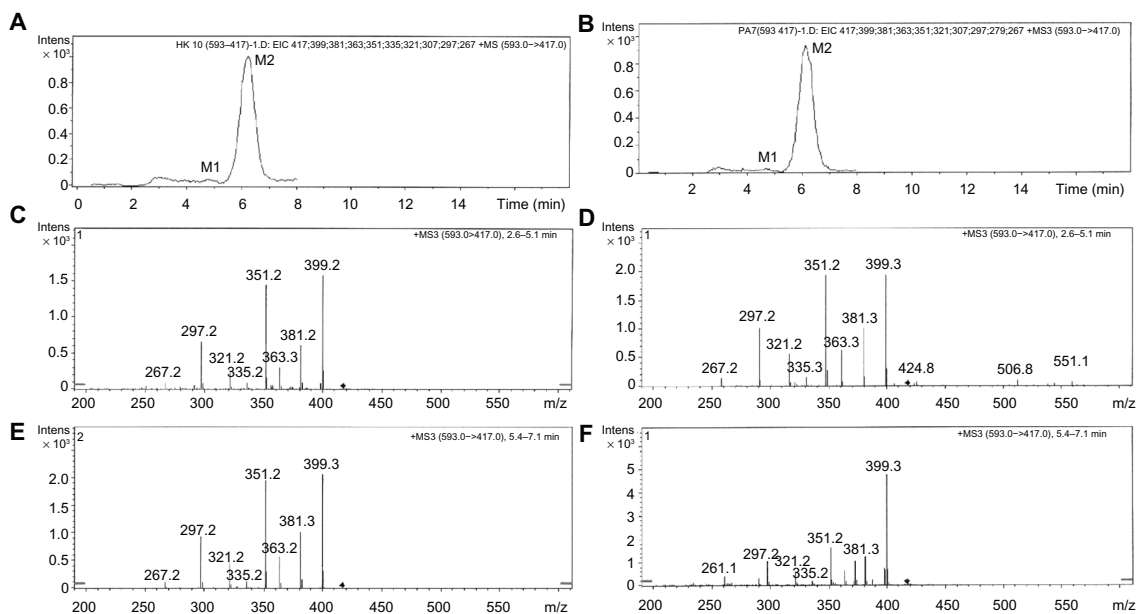 A
Intens
× 10³
HK 10 (593–417)-1.D: EIC 417;399;381;363;351;335;321;307;297;267 +MS (593.0->417.0)
M2
M1
0.8
0.6
0.4
0.2
0
0 2 4 6 8 10 12 14 Time (min)
B
Intens
× 10³
PA7(593 417)-1.D: EIC 417;399;381;363;351;321;307;297;279;267 +MS3 (593.0->417.0)
M2
M1
0.8
0.6
0.4
0.2
0
2 4 6 8 10 12 14 Time (min)
C
Intens
× 10³
1
+MS3 (593.0>417.0), 2.6–5.1 min
1.5
1.0
0.5
0
267.2 297.2 321.2 335.2 351.2 363.3 381.2 399.2
200 250 300 350 400 450 500 550 m/z
D
Intens
× 10³
1
+MS3 (593.0->417.0), 2.6–5.1 min
2.0
1.5
1.0
0.5
0
267.2 297.2 321.2 335.3 351.2 363.3 381.3 399.3 424.8 506.8 551.1
200 250 300 350 400 450 500 550 m/z
E
Intens
× 10³
2
+MS3 (593.0->417.0), 5.4–7.1 min
2.0
1.5
1.0
0.5
0
267.2 297.2 321.2 335.2 351.2 363.2 381.3 399.3
200 250 300 350 400 450 500 550 m/z
F
Intens
× 10³
1
+MS3 (593.0->417.0), 5.4–7.1 min
5
4
3
2
1
0
261.1 297.2 321.2 335.2 351.2 381.3 399.3
200 250 300 350 400 450 500 550 m/z